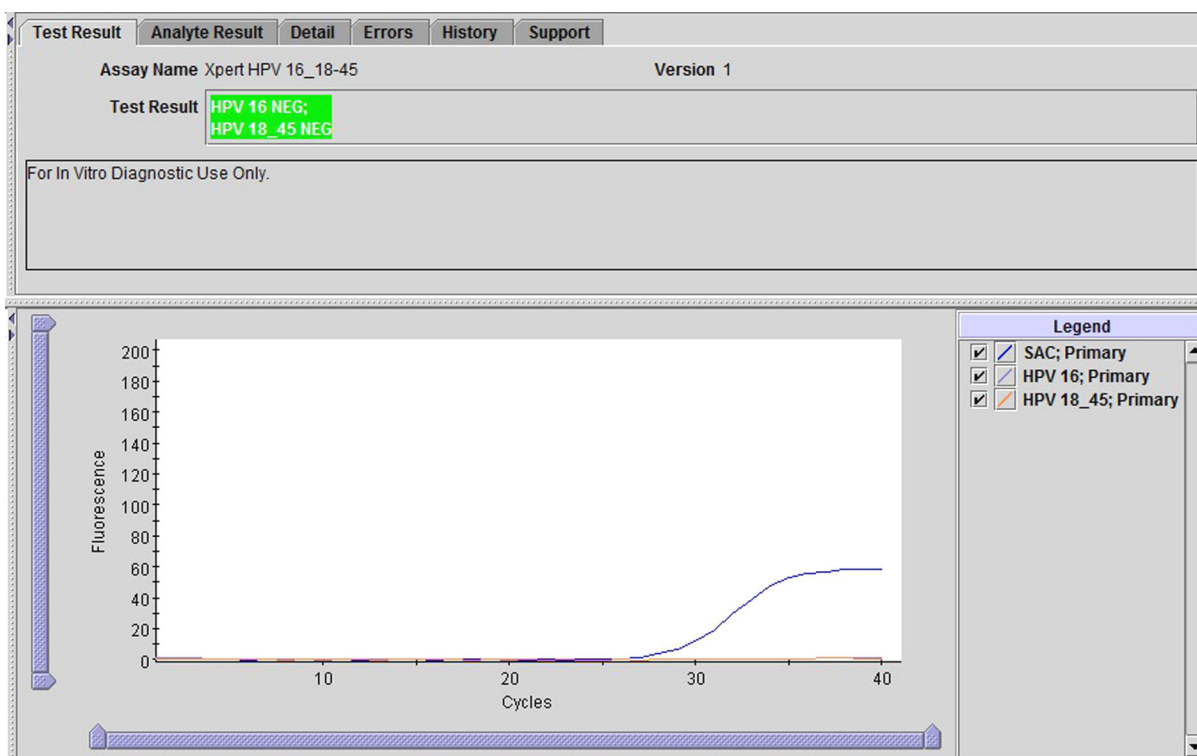 Test Result Analyte Result Detail Errors History Support
Assay Name Xpert HPV 16_18-45 Version 1
Test Result HPV 16 NEG;
HPV 18_45 NEG
For In Vitro Diagnostic Use Only.
Legend
SAC; Primary
HPV 16; Primary
HPV 18_45; Primary
200
180
160
140
120
100
80
60
40
20
0
Fluorescence
10 20 30 40
Cycles